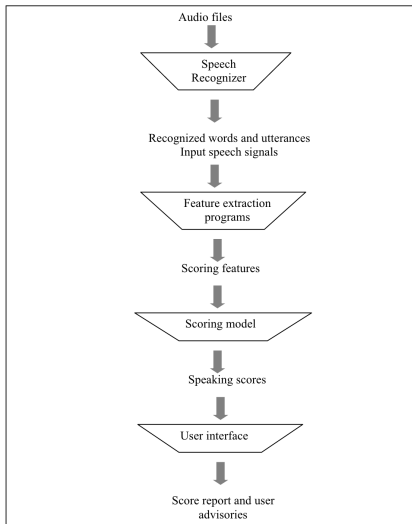 Audio files
Speech
Recognizer
Recognized words and utterances
Input speech signals
Feature extraction
programs
Scoring features
Scoring model
Speaking scores
User interface
Score report and user
advisories